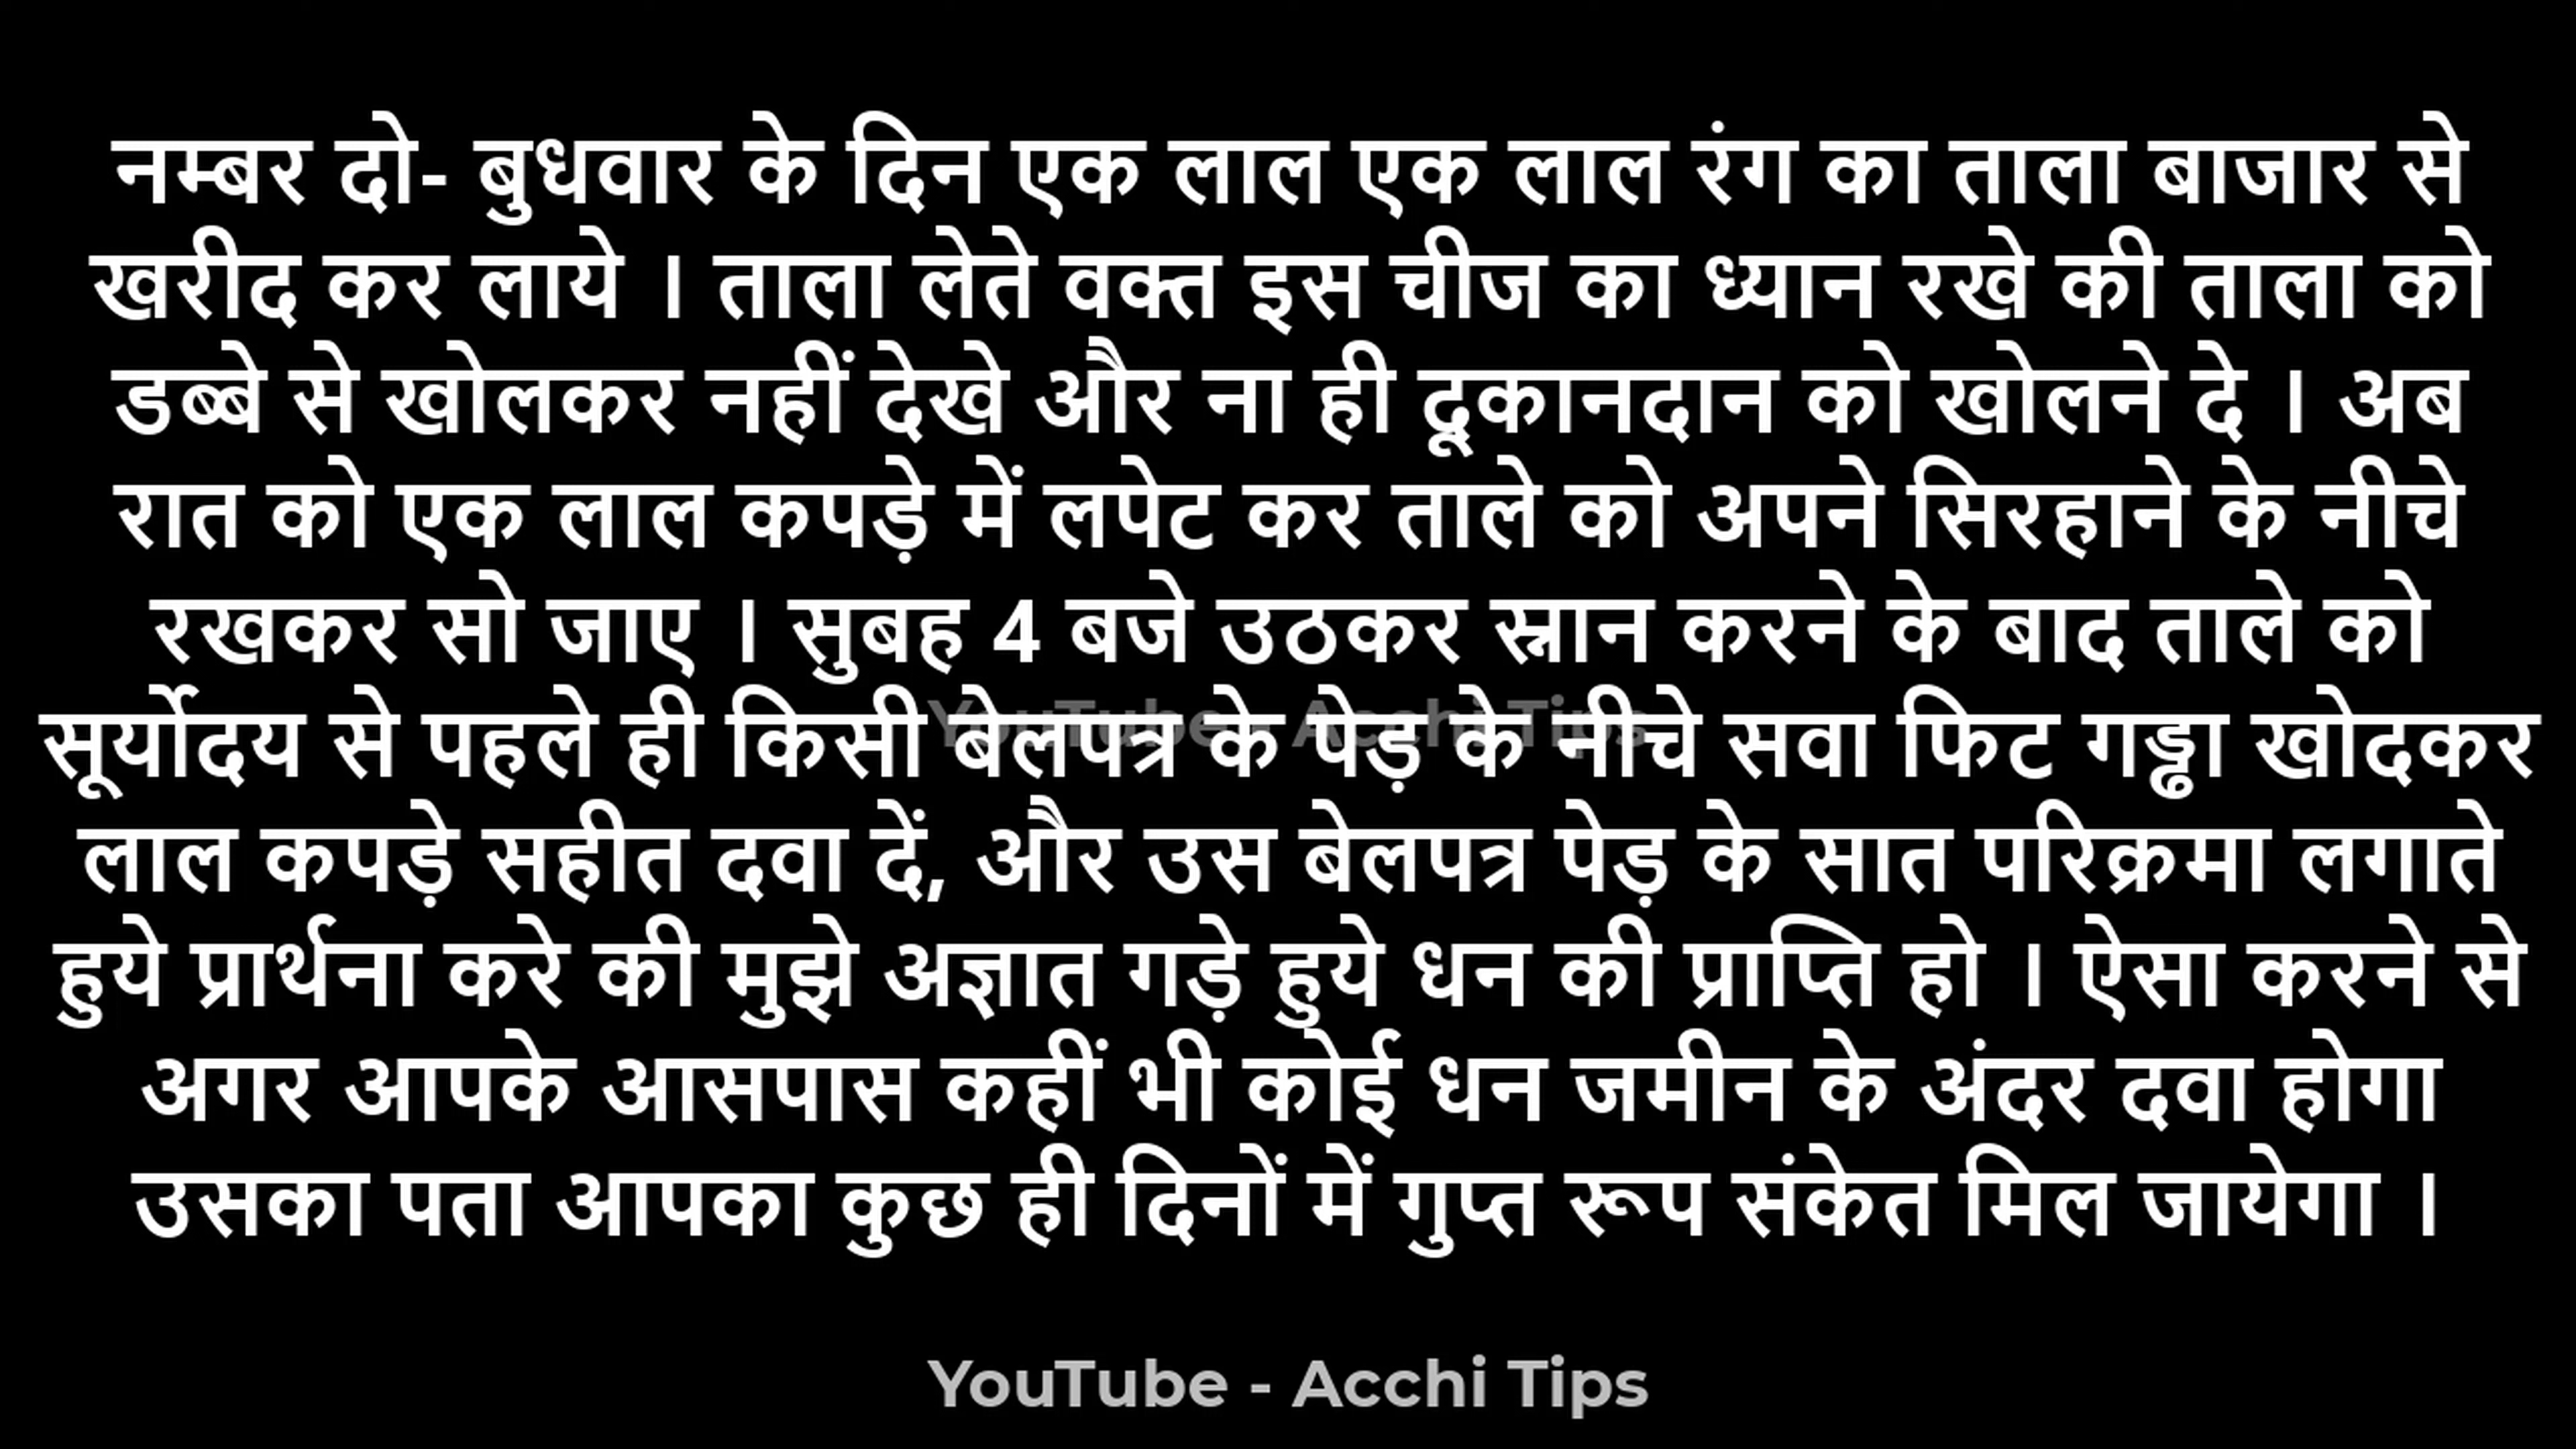 नम्बर दो- बुधवार के दिन एक लाल एक लाल रंग का ताला बाजार से
खरीद कर लाये । ताला लेते वक्त इस चीज का ध्यान रखे की ताला को
डब्बे से खोलकर नहीं देखे और ना ही दूकानदान को खोलने दे । अब
रात को एक लाल कपड़े में लपेट कर ताले को अपने सिरहाने के नीचे
रखकर सो जाए । सुबह 4 बजे उठकर स्नान करने के बाद ताले को
सूर्योदय से पहले ही किसी बेलपत्र के पेड़ के नीचे सवा फिट गड्ढा खोदकर
YouTube - Acchi Tips
लाल कपड़े सहीत दवा दें, और उस बेलपत्र पेड़ के सात परिक्रमा लगाते
हुये प्रार्थना करे की मुझे अज्ञात गड़े हुये धन की प्राप्ति हो । ऐसा करने से
अगर आपके आसपास कहीं भी कोई धन जमीन के अंदर दवा होगा
उसका पता आपका कुछ ही दिनों में गुप्त रूप संकेत मिल जायेगा ।
YouTube - Acchi Tips